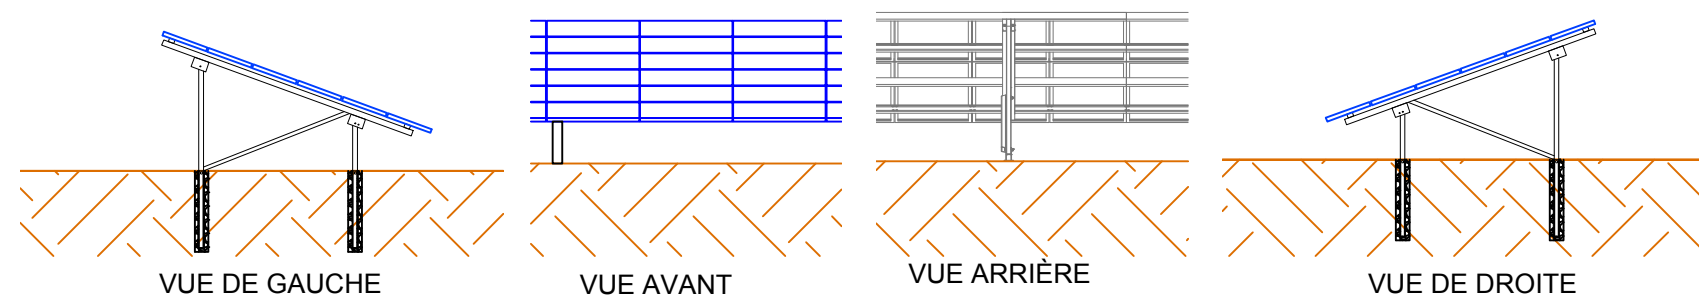 VUE DE GAUCHE
VUE AVANT
VUE ARRIÈRE
VUE DE DROITE